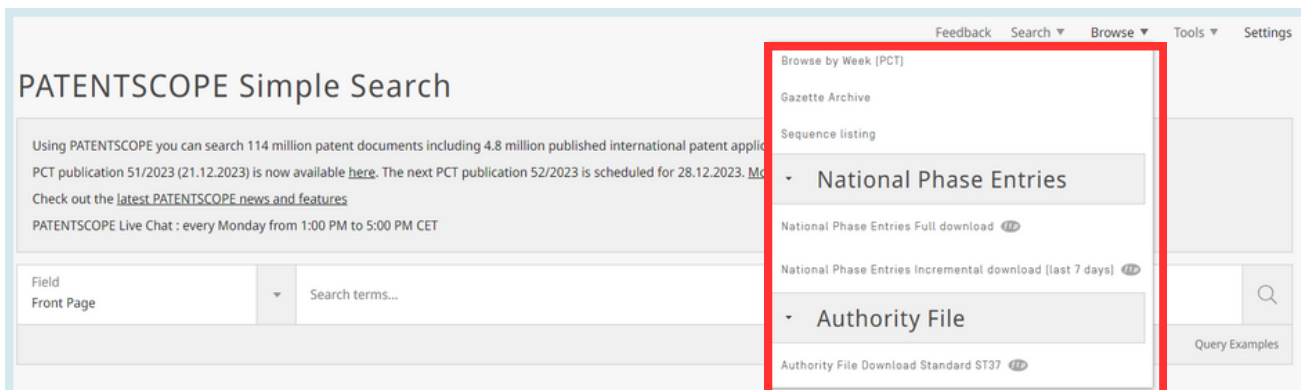 Feedback Search ▼ Browse ▼ Tools ▼ Settings
PATENTSCOPE Simple Search
Browse by Week (PCT)
Gazette Archive
Sequence listing
National Phase Entries
National Phase Entries Full download FTP
National Phase Entries Incremental download (last 7 days) FTP
Authority File
Authority File Download Standard ST37 FTP
Using PATENTSCOPE you can search 114 million patent documents including 4.8 million published international patent applic
PCT publication 51/2023 (21.12.2023) is now available here. The next PCT publication 52/2023 is scheduled for 28.12.2023. Mo
Check out the latest PATENTSCOPE news and features
PATENTSCOPE Live Chat : every Monday from 1:00 PM to 5:00 PM CET
Field
Front Page
Search terms...
Query Examples